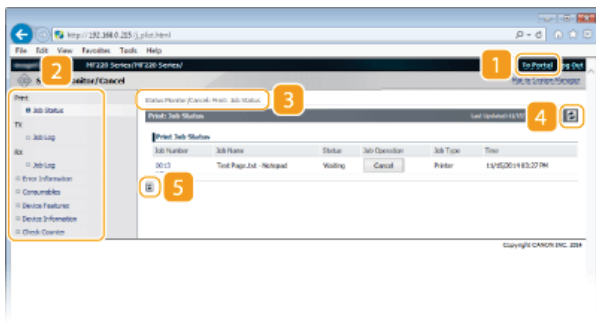 http://192.168.0.215/j_plist.html
File Edit View Favorites Tools Help
MF220 Series/MF220 Series/
To Portal Log Out
1
2
Monitor/Cancel
Mail to System Manager
Print
Job Status
TX
Job Log
RX
Job Log
Error Information
Consumables
Device Features
Device Information
Check Counter
Status Monitor/Cancel: Print: Job Status
3
Print: Job Status
Last Updated:
4
Print Job Status
Job Number Job Name Status Job Operation Job Type Time
0013 Test Page.txt - Notepad Waiting Cancel Printer 11/15/2014 03:27 PM
5
Copyright CANON INC. 2014